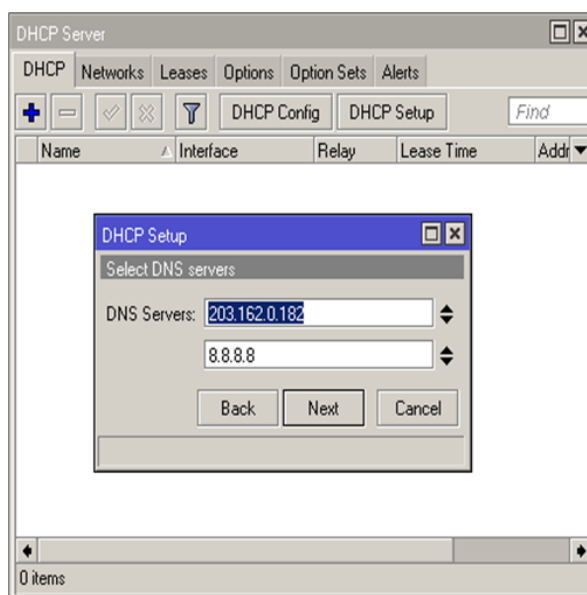 DHCP Server
DHCP Networks Leases Options Option Sets Alerts
DHCP Config DHCP Setup Find
Name Interface Relay Lease Time Addr
DHCP Setup
Select DNS servers
DNS Servers: 203.162.0.182
8.8.8.8
Back Next Cancel
0 items